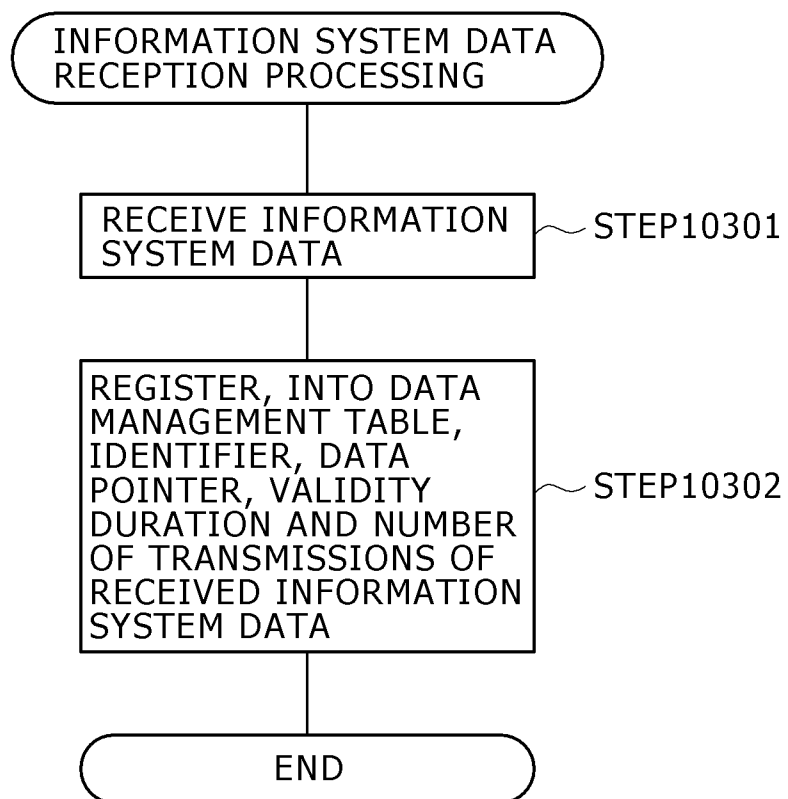 INFORMATION SYSTEM DATA
RECEPTION PROCESSING
RECEIVE INFORMATION
SYSTEM DATA
STEP10301
REGISTER, INTO DATA
MANAGEMENT TABLE,
IDENTIFIER, DATA
POINTER, VALIDITY
DURATION AND NUMBER
OF TRANSMISSIONS OF
RECEIVED INFORMATION
SYSTEM DATA
STEP10302
END